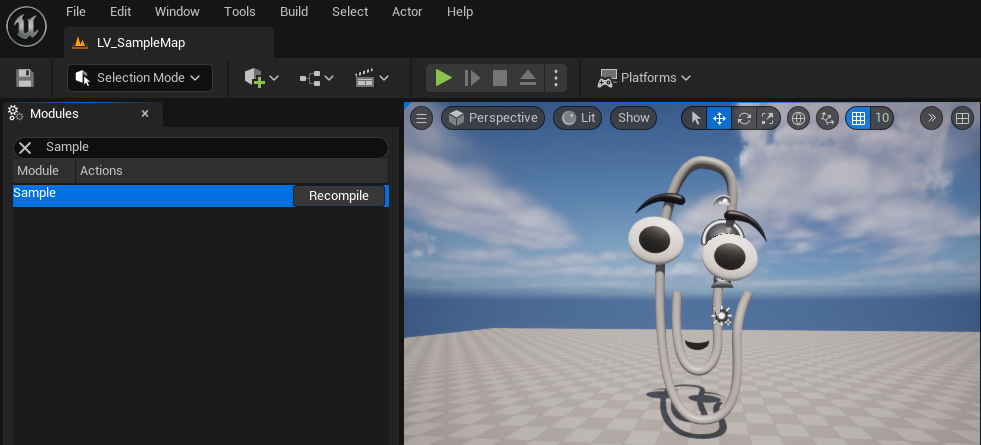 File Edit Window Tools Build Select Actor Help
LV_SampleMap
Selection Mode Platforms
Modules
Perspective Lit Show 10
Sample
Module Actions
Sample Recompile